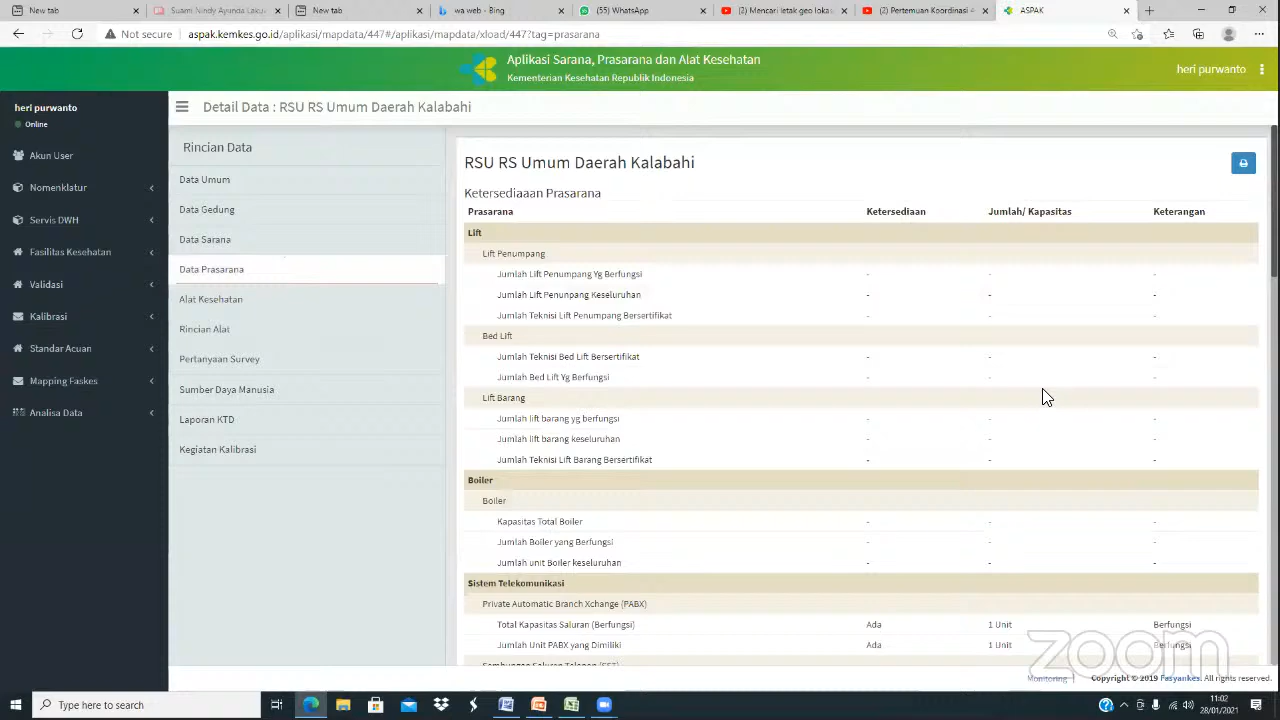 New tab
Suami Nindy Ayunda Laku
New tab
wa web - Bing
(55) WhatsApp
(2) Mencari letak geo lokas
(2) Pertemuan Koordinasi
ASPAK
Not secure
aspak.kemkes.go.id/aplikasi/mapdata/447#/aplikasi/mapdata/xload/447?tag=prasarana
Aplikasi Sarana, Prasarana dan Alat Kesehatan
Kementerian Kesehatan Republik Indonesia
heri purwanto
heri purwanto
Online
Akun User
Nomenklatur
Servis DWH
Fasilitas Kesehatan
Validasi
Kalibrasi
Standar Acuan
Mapping Faskes
Analisa Data
Detail Data : RSU RS Umum Daerah Kalabahi
Rincian Data
Data Umum
Data Gedung
Data Sarana
Data Prasarana
Alat Kesehatan
Rincian Alat
Pertanyaan Survey
Sumber Daya Manusia
Laporan KTD
Kegiatan Kalibrasi
RSU RS Umum Daerah Kalabahi
Ketersediaaan Prasarana
Prasarana Ketersediaan Jumlah/ Kapasitas Keterangan
Lift
Lift Penumpang
Jumlah Lift Penumpang Yg Berfungsi - - -
Jumlah Lift Penunpang Keseluruhan - - -
Jumlah Teknisi Lift Penumpang Bersertifikat - - -
Bed Lift
Jumlah Teknisi Bed Lift Bersertifikat - - -
Jumlah Bed Lift Yg Berfungsi - - -
Lift Barang
Jumlah lift barang yg berfungsi - - -
Jumlah lift barang keseluruhan - - -
Jumlah Teknisi Lift Barang Bersertifikat - - -
Boiler
Boiler
Kapasitas Total Boiler - - -
Jumlah Boiler yang Berfungsi - - -
Jumlah unit Boiler keseluruhan - - -
Sistem Telekomunikasi
Private Automatic Branch Xchange (PABX)
Total Kapasitas Saluran (Berfungsi) Ada 1 Unit Berfungsi
Jumlah Unit PABX yang Dimiliki Ada 1 Unit Berfungsi
zoom
Monitoring Copyright © 2019 Fasyankes. All rights reserved.
Type here to search
11:02
28/01/2021